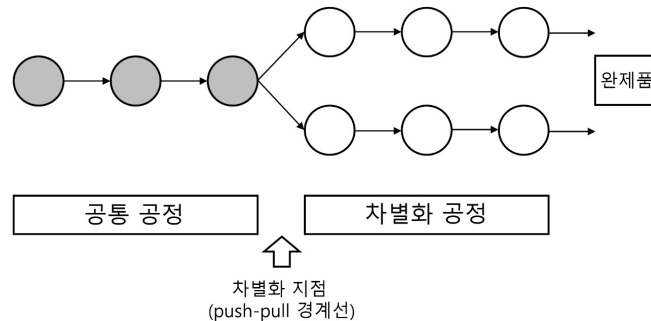 완제품
공통 공정
차별화 공정
차별화 지점
(push-pull 경계선)